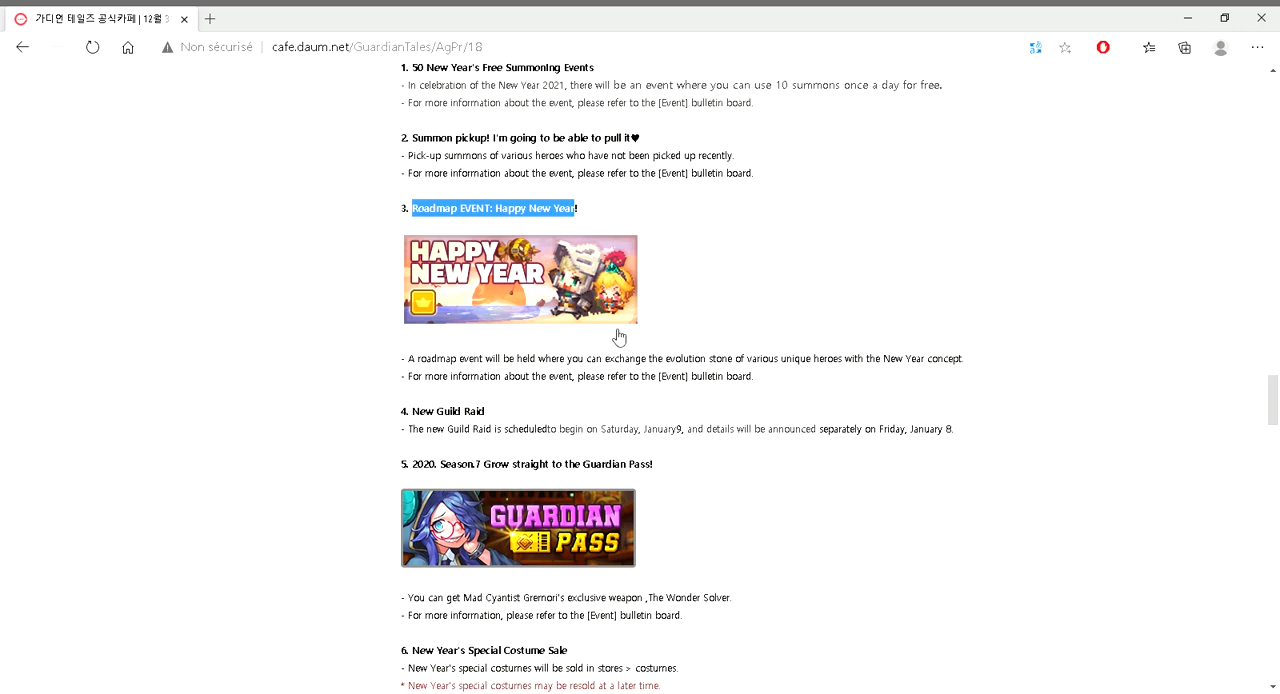 가디언 테일즈 공식카페 | 12월 3
Non sécurisé | cafe.daum.net/GuardianTales/AgPr/18
1. 50 New Year's Free Summoning Events
- In celebration of the New Year 2021, there will be an event where you can use 10 summons once a day for free.
- For more information about the event, please refer to the [Event] bulletin board.
2. Summon pickup! I'm going to be able to pull it♥
- Pick-up summons of various heroes who have not been picked up recently.
- For more information about the event, please refer to the [Event] bulletin board.
3. Roadmap EVENT: Happy New Year!
HAPPY
NEW YEAR
- A roadmap event will be held where you can exchange the evolution stone of various unique heroes with the New Year concept.
- For more information about the event, please refer to the [Event] bulletin board.
4. New Guild Raid
- The new Guild Raid is scheduledto begin on Saturday, January9, and details will be announced separately on Friday, January 8.
5. 2020. Season.7 Grow straight to the Guardian Pass!
GUARDIAN
PASS
- You can get Mad Cyantist Gremori's exclusive weapon ,The Wonder Solver.
- For more information, please refer to the [Event] bulletin board.
6. New Year's Special Costume Sale
- New Year's special costumes will be sold in stores > costumes.
* New Year's special costumes may be resold at a later time.